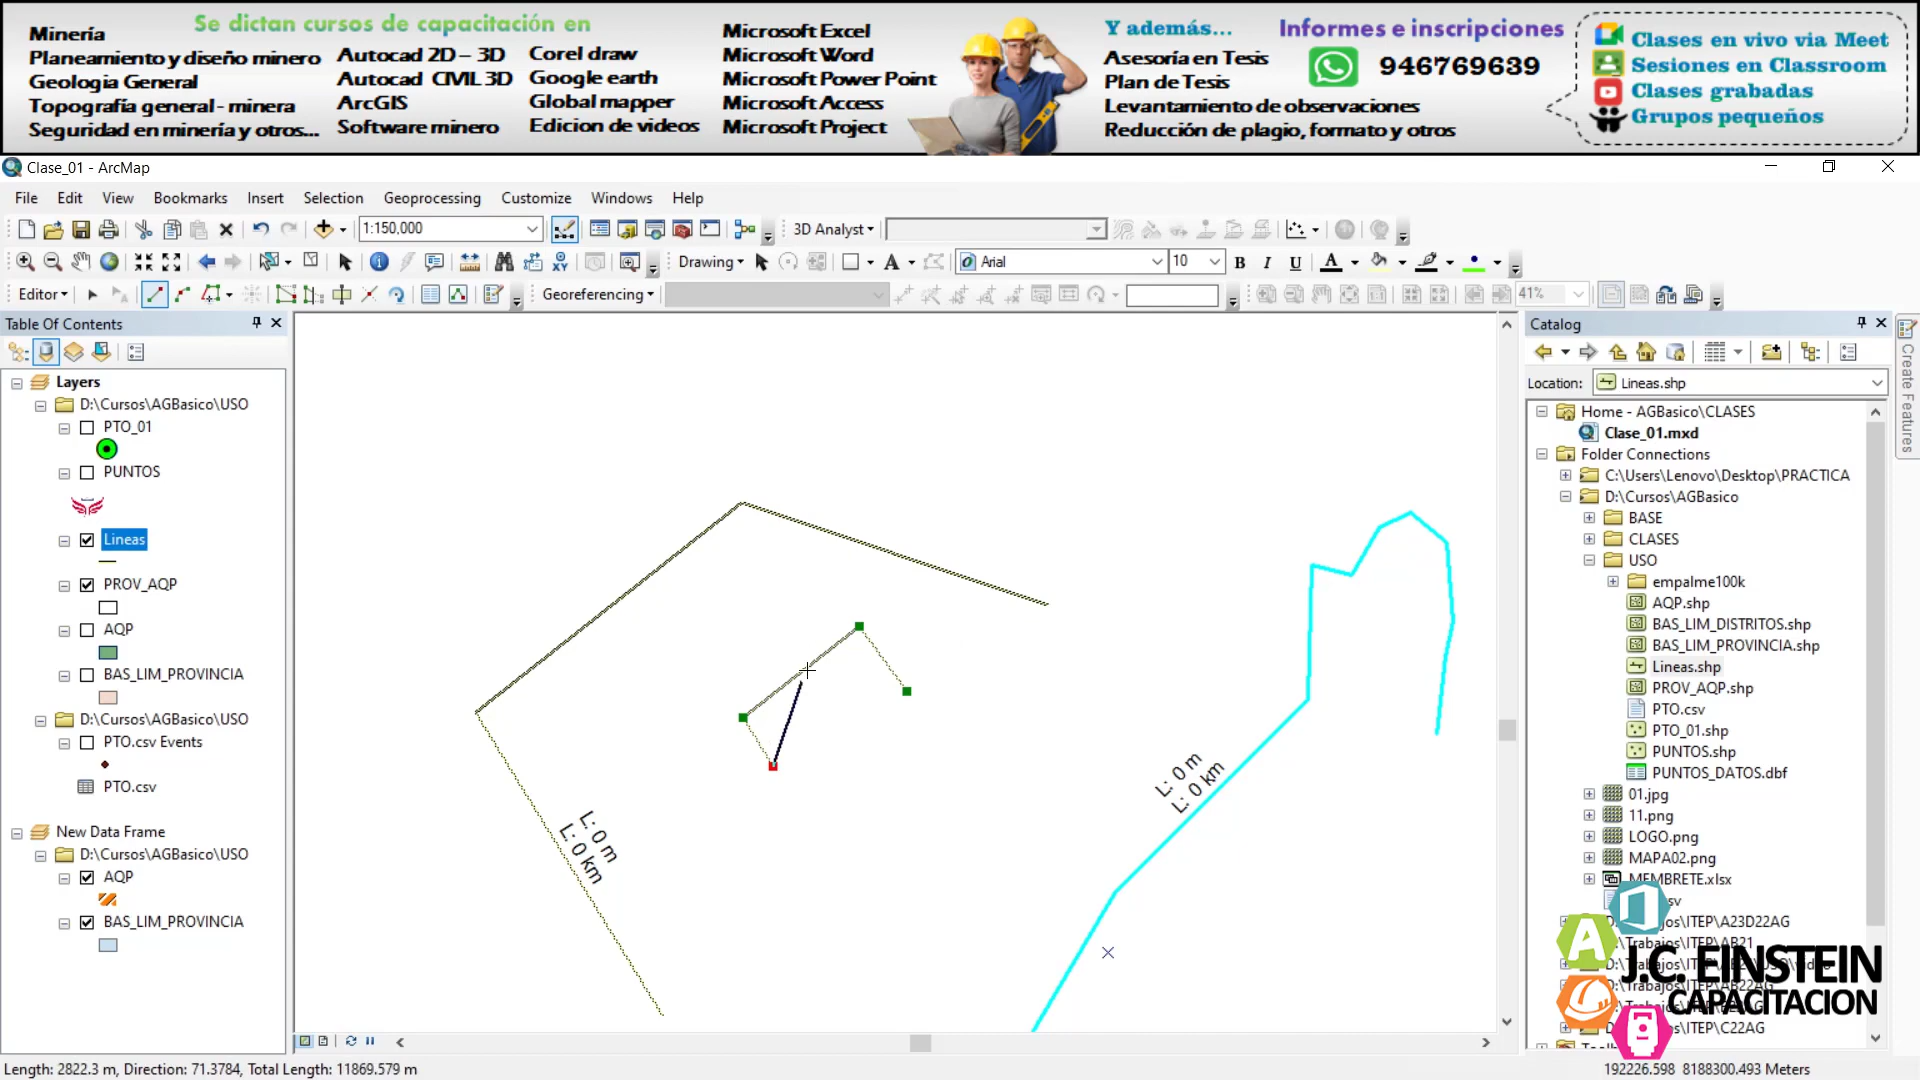 Se dictan cursos de capacitación en
Minería
Planeamiento y diseño minero
Geologia General
Topografía general - minera
Seguridad en minería y otros...
Autocad 2D - 3D
Autocad CIVIL 3D
ArcGIS
Software minero
Corel draw
Google earth
Global mapper
Edicion de videos
Microsoft Excel
Microsoft Word
Microsoft Power Point
Microsoft Access
Microsoft Project
Y además...
Asesoría en Tesis
Plan de Tesis
Levantamiento de observaciones
Reducción de plagio, formato y otros
Informes e inscripciones
946769639
Clases en vivo via Meet
Sesiones en Classroom
Clases grabadas
Grupos pequeños
Clase_01 - ArcMap
File Edit View Bookmarks Insert Selection Geoprocessing Customize Windows Help
1:150,000
3D Analyst
Drawing
Arial
10
B I U A
Editor
Georeferencing
41%
Table Of Contents
Layers
D:\Cursos\AGBasico\USO
PTO_01
PUNTOS
Lineas
PROV_AQP
AQP
BAS_LIM_PROVINCIA
D:\Cursos\AGBasico\USO
PTO.csv Events
PTO.csv
New Data Frame
D:\Cursos\AGBasico\USO
AQP
BAS_LIM_PROVINCIA
L: 0 m
L: 0 km
L: 0 m
L: 0 km
Catalog
Location: Lineas.shp
Home - AGBasico\CLASES
Clase_01.mxd
Folder Connections
C:\Users\Lenovo\Desktop\PRACTICA
D:\Cursos\AGBasico
BASE
CLASES
USO
empalme100k
AQP.shp
BAS_LIM_DISTRITOS.shp
BAS_LIM_PROVINCIA.shp
Lineas.shp
PROV_AQP.shp
PTO.csv
PTO_01.shp
PUNTOS.shp
PUNTOS_DATOS.dbf
01.jpg
11.png
LOGO.png
MAPA02.png
MEMBRETE.xlsx
Create Features
J.C. EINSTEIN
CAPACITACION
Length: 2822.3 m, Direction: 71.3784, Total Length: 11869.579 m
192226.598 8188300.493 Meters